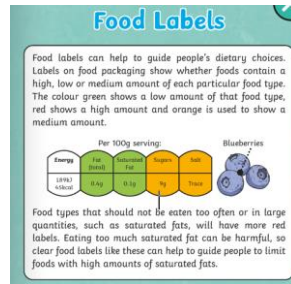 Food Labels
Food labels can help to guide people's dietary choices.
Labels on food packaging show whether foods contain a
high, low or medium amount of each particular food type.
The colour green shows a low amount of that food type,
red shows a high amount and orange is used to show a
medium amount.
Per 100g serving:
Blueberries
Energy Fat Saturated Sugars Salt
(total) Fat
189kJ
45kcal 0.4g 0.1g 9g Trace
Food types that should not be eaten too often or in large
quantities, such as saturated fats, will have more red
labels. Eating too much saturated fat can be harmful, so
clear food labels like these can help to guide people to limit
foods with high amounts of saturated fats.